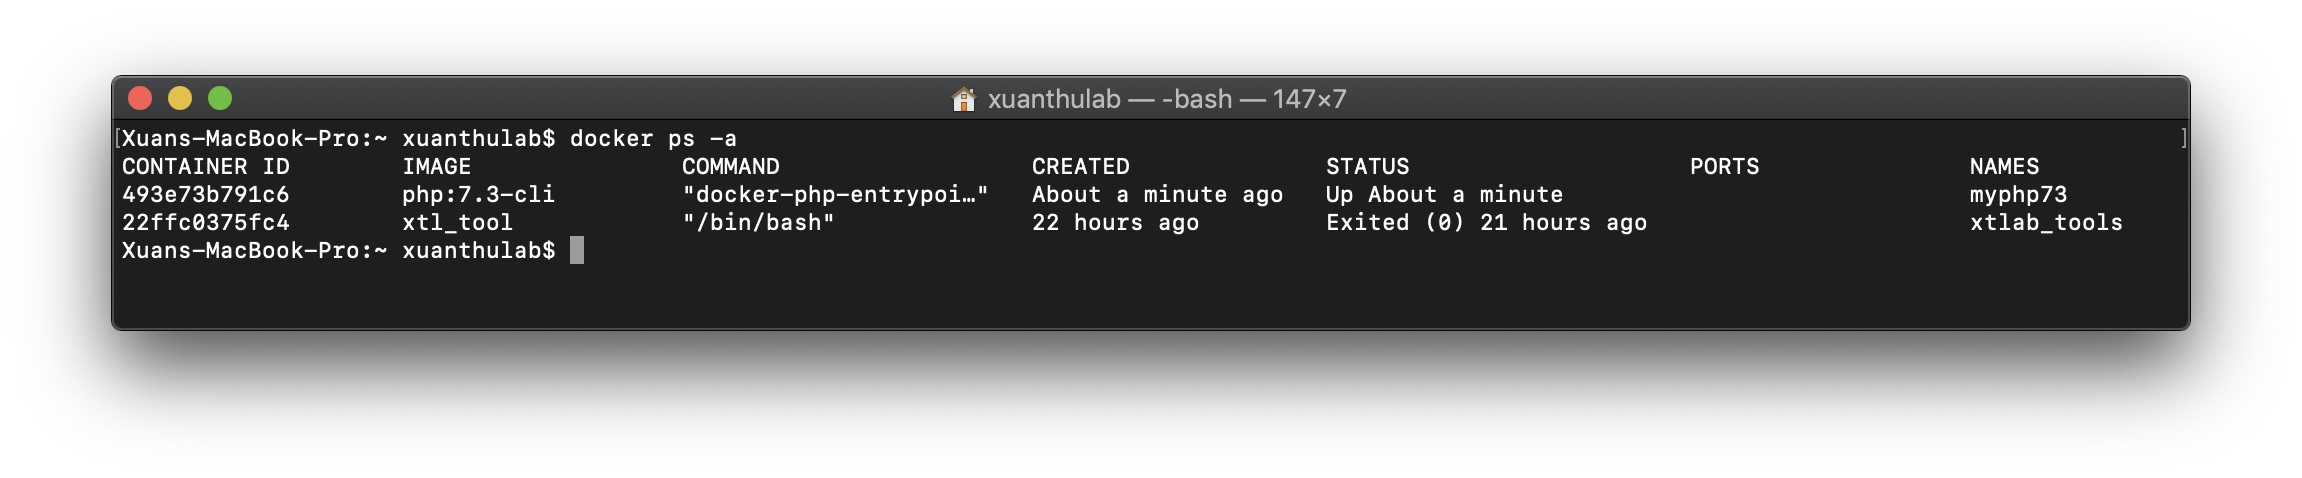 xuanthulab — -bash — 147×7
Xuans-MacBook-Pro:~ xuanthulab$ docker ps -a
CONTAINER ID        IMAGE               COMMAND                  CREATED              STATUS                    PORTS               NAMES
493e73b791c6        php:7.3-cli         "docker-php-entrypoi…"   About a minute ago   Up About a minute                             myphp73
22ffc0375fc4        xtl_tool            "/bin/bash"              22 hours ago         Exited (0) 21 hours ago                       xtlab_tools
Xuans-MacBook-Pro:~ xuanthulab$